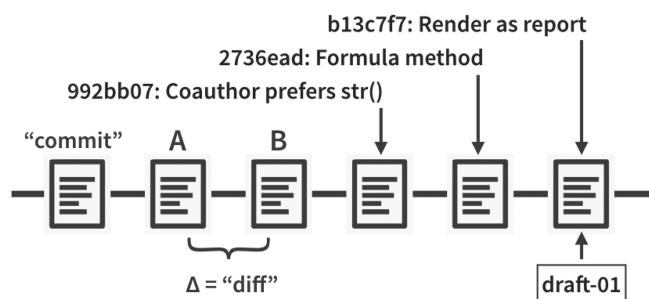 b13c7f7: Render as report
2736ead: Formula method
992bb07: Coauthor prefers str()
“commit”
A
B
Δ = “diff”
draft-01